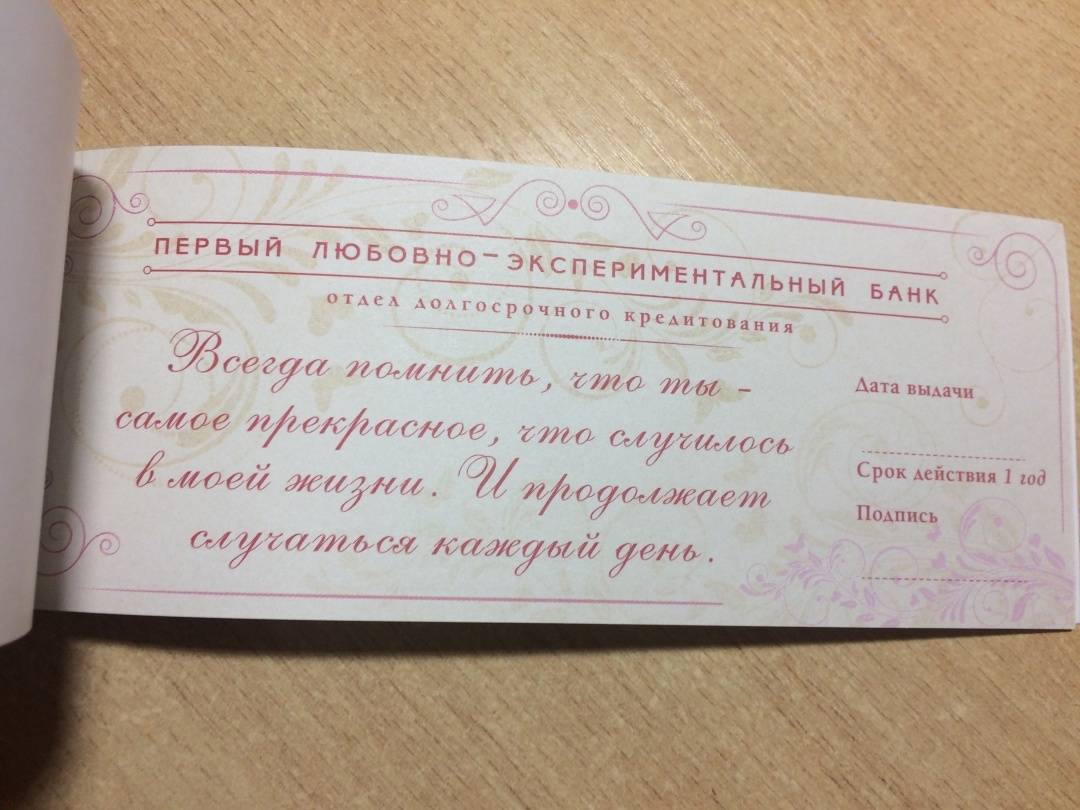 ПЕРВЫЙ ЛЮБОВНО-ЭКСПЕРИМЕНТАЛЬНЫЙ БАНК
отдел долгосрочного кредитования
Всегда помнить, что ты -
самое прекрасное, что случилось
в моей жизни. И продолжает
случаться каждый день.
Дата выдачи
Срок действия 1 год
Подпись